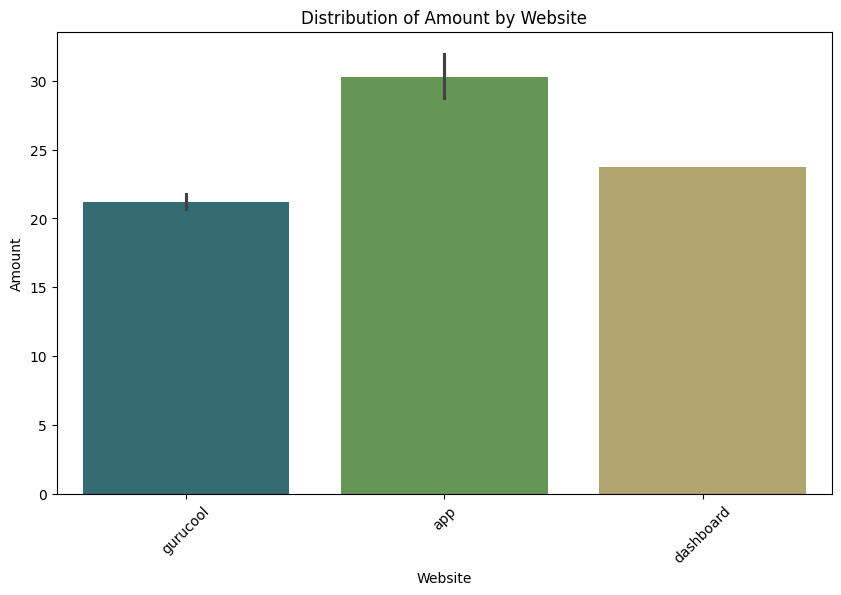 Distribution of Amount by Website
Amount
30
25
20
15
10
5
0
gurucool
app
dashboard
Website